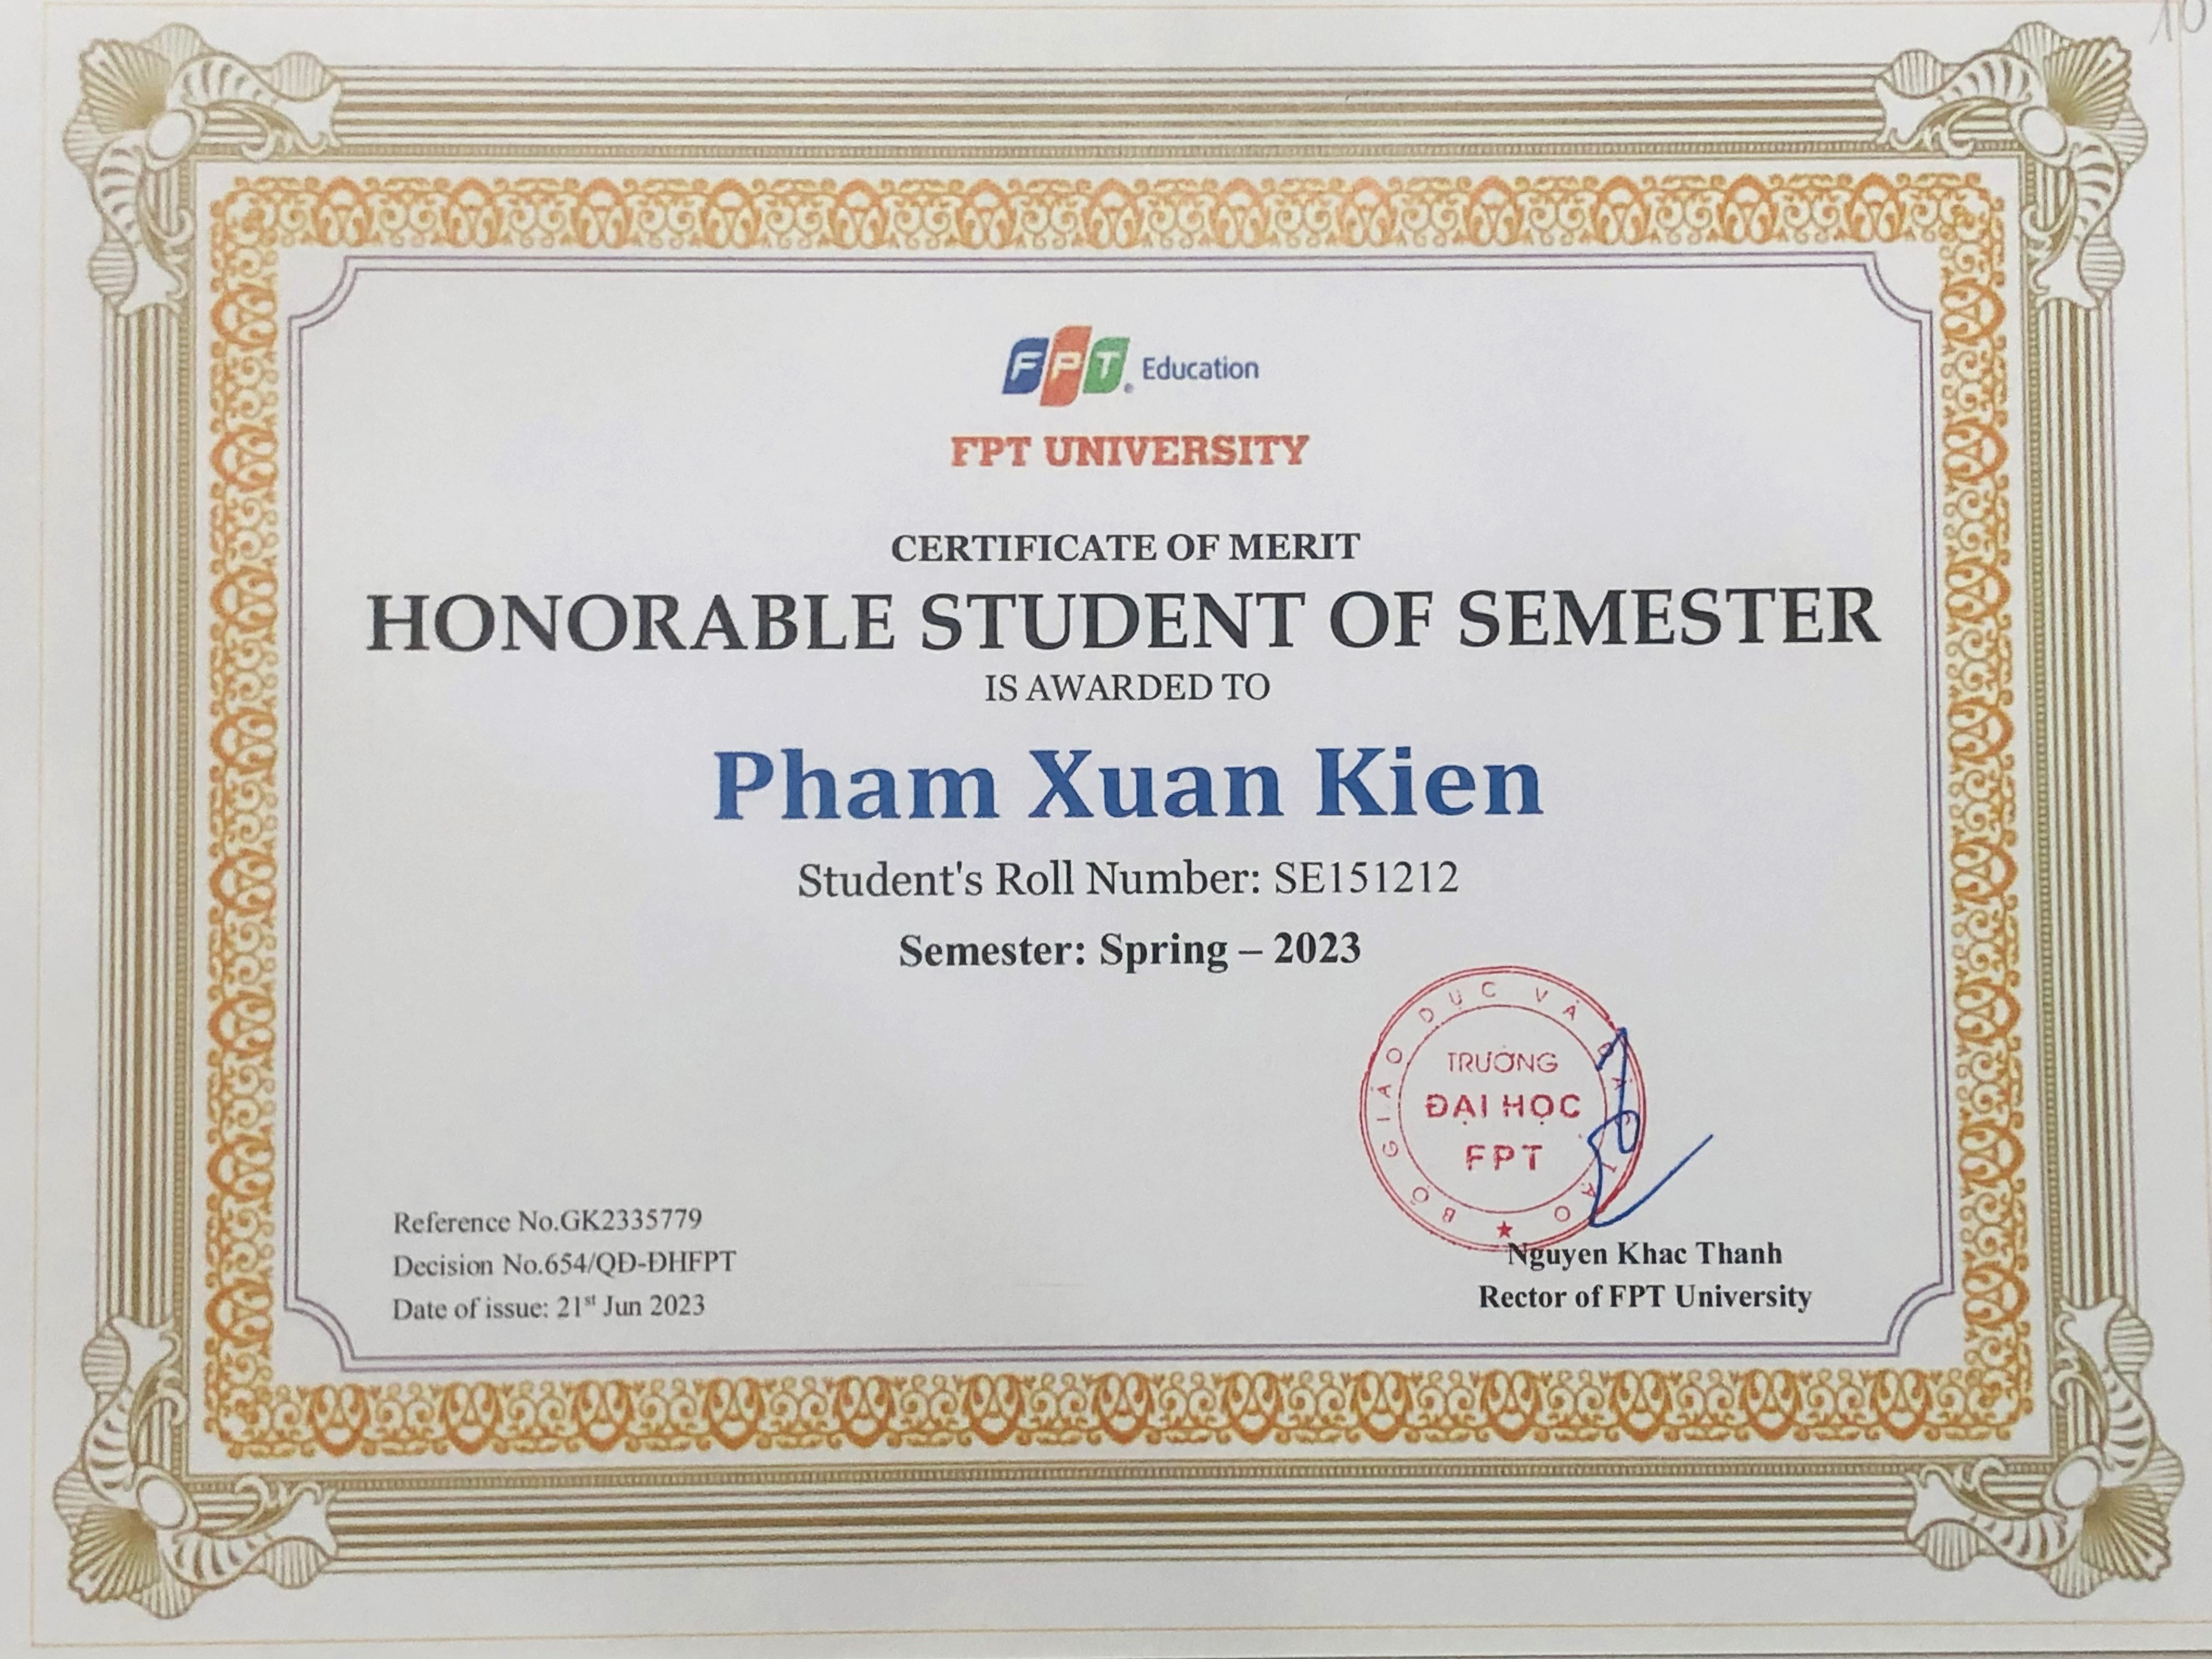 10
FPT Education
FPT UNIVERSITY
CERTIFICATE OF MERIT
HONORABLE STUDENT OF SEMESTER
IS AWARDED TO
Pham Xuan Kien
Student's Roll Number: SE151212
Semester: Spring – 2023
BỘ GIÁO DỤC VÀ ĐÀO TẠO
TRƯỜNG
ĐẠI HỌC
FPT
Reference No.GK2335779
Decision No.654/QĐ-ĐHFPT
Date of issue: 21st Jun 2023
Nguyen Khac Thanh
Rector of FPT University